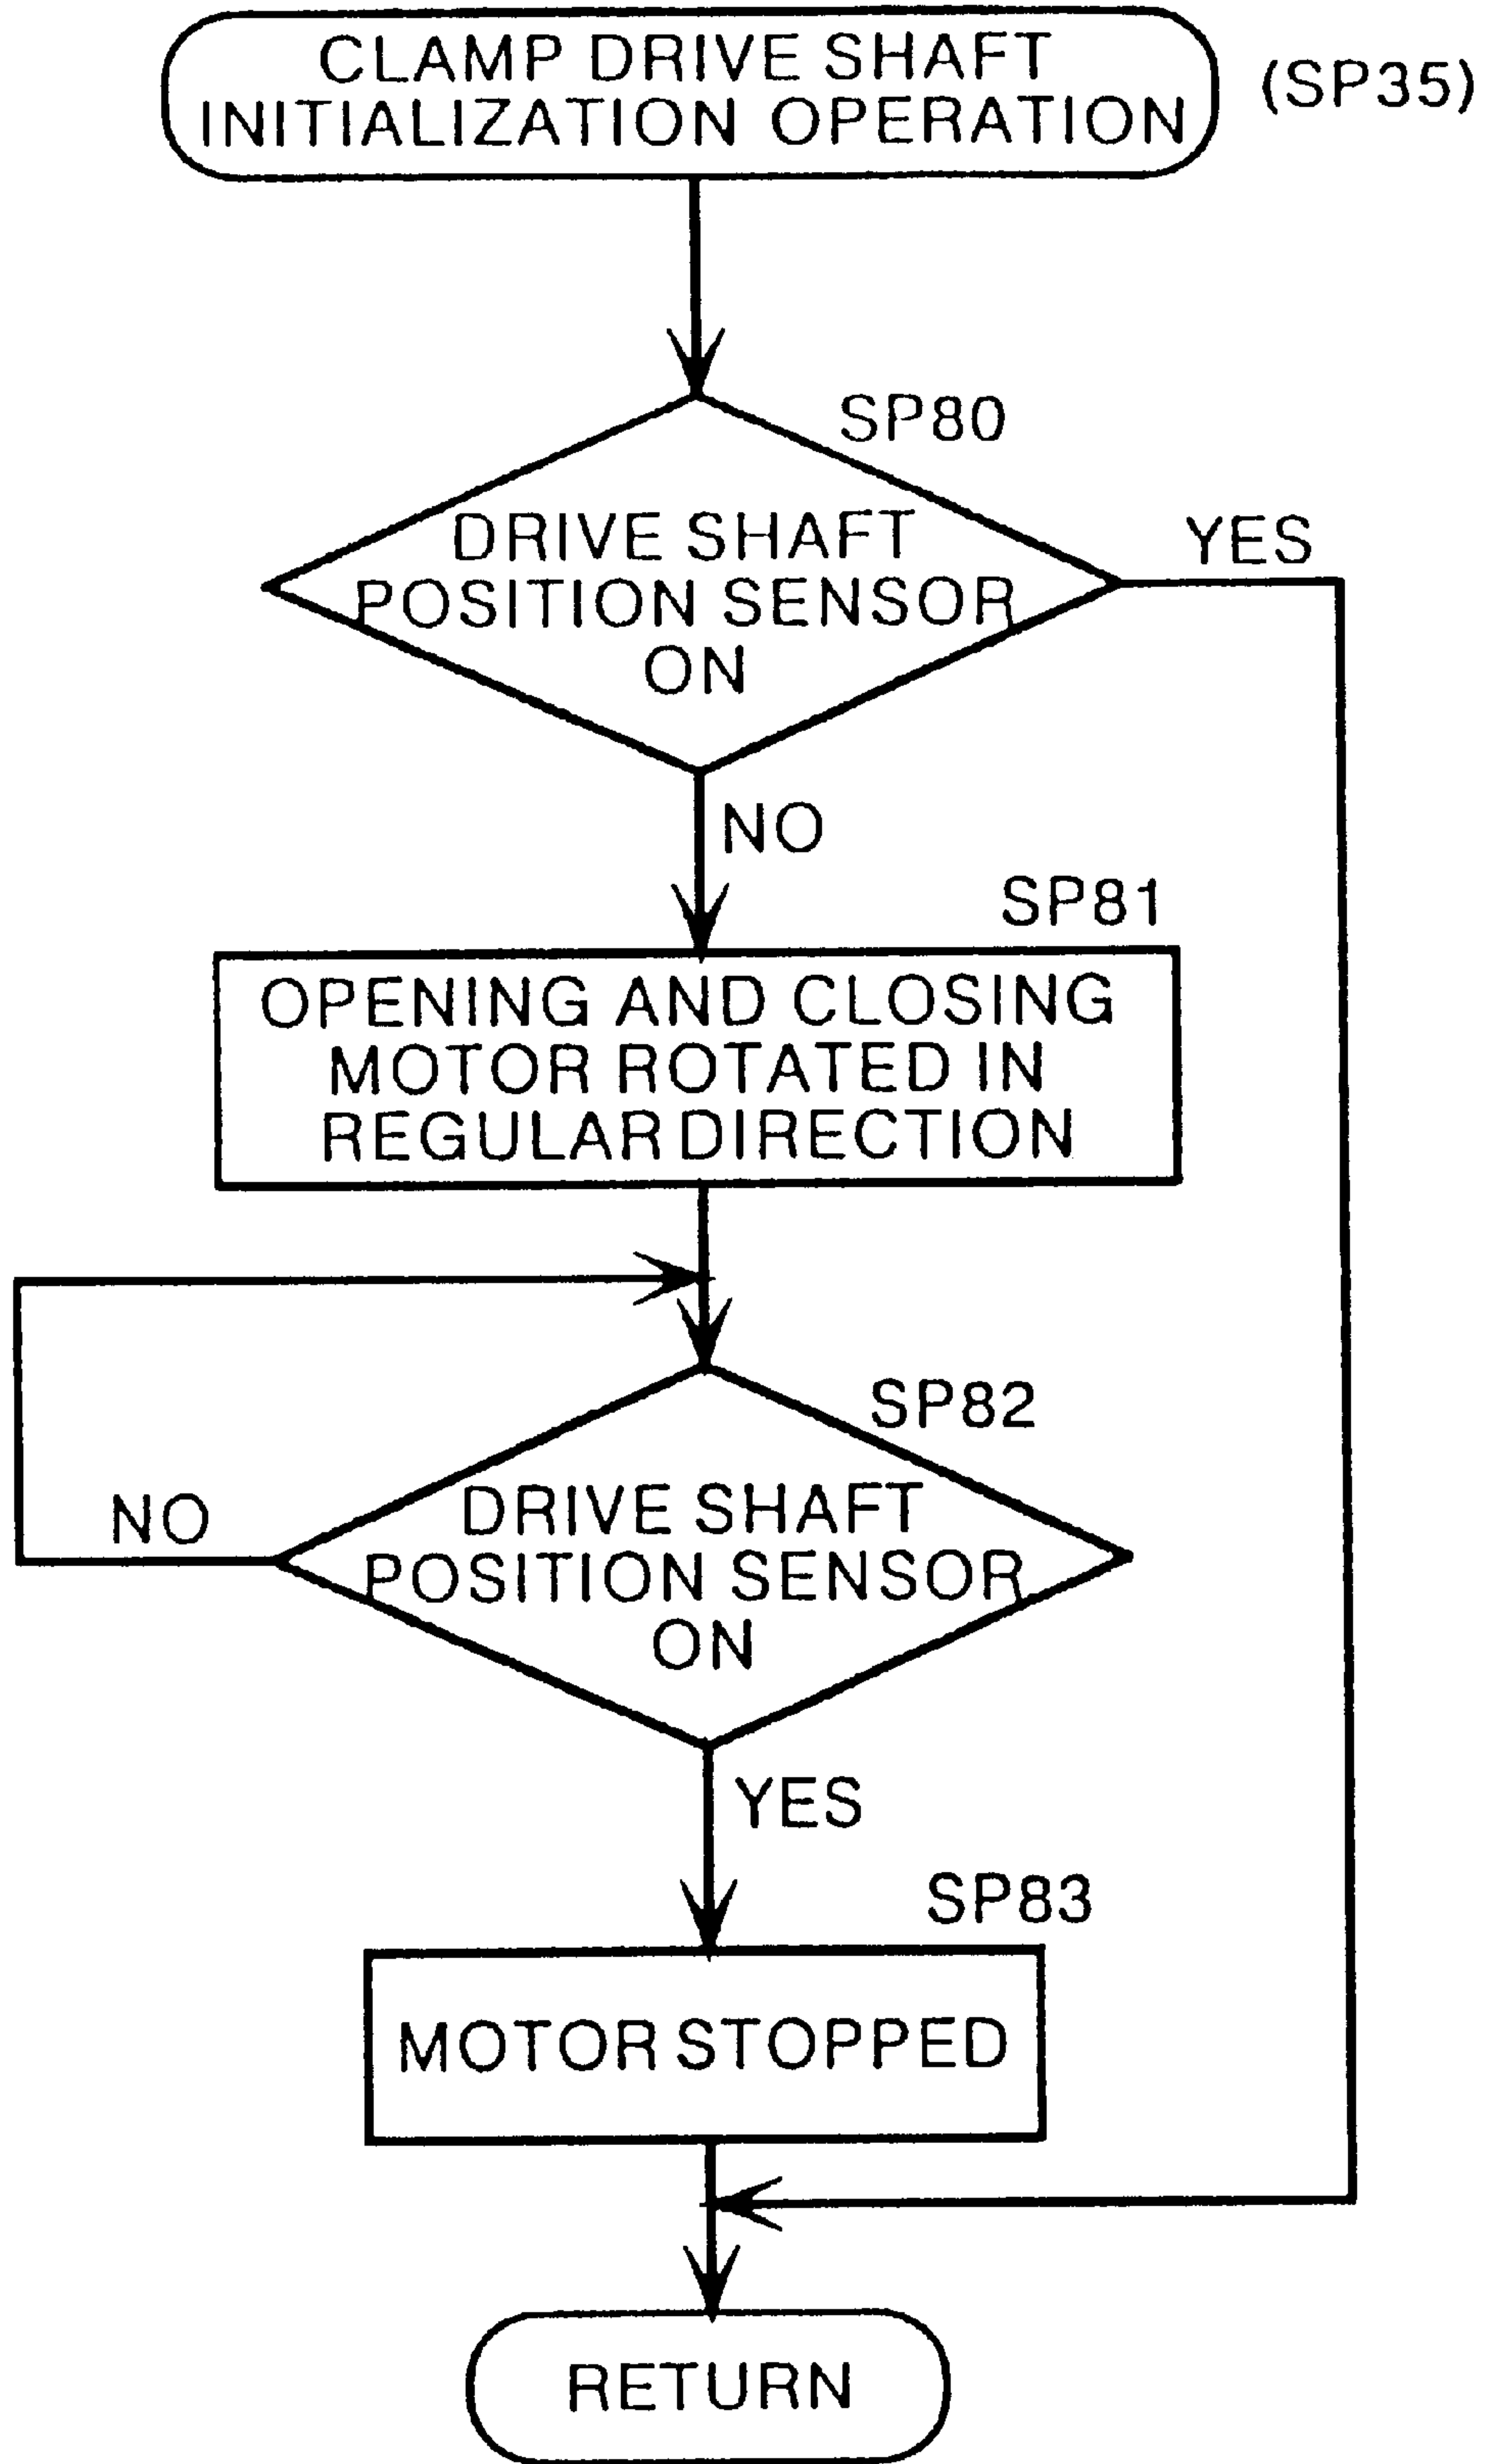 CLAMP DRIVE SHAFT
INITIALIZATION OPERATION
(SP35)
SP80
DRIVE SHAFT
POSITION SENSOR
ON
YES
NO
SP81
OPENING AND CLOSING
MOTOR ROTATED IN
REGULAR DIRECTION
SP82
DRIVE SHAFT
POSITION SENSOR
ON
NO
YES
SP83
MOTOR STOPPED
RETURN